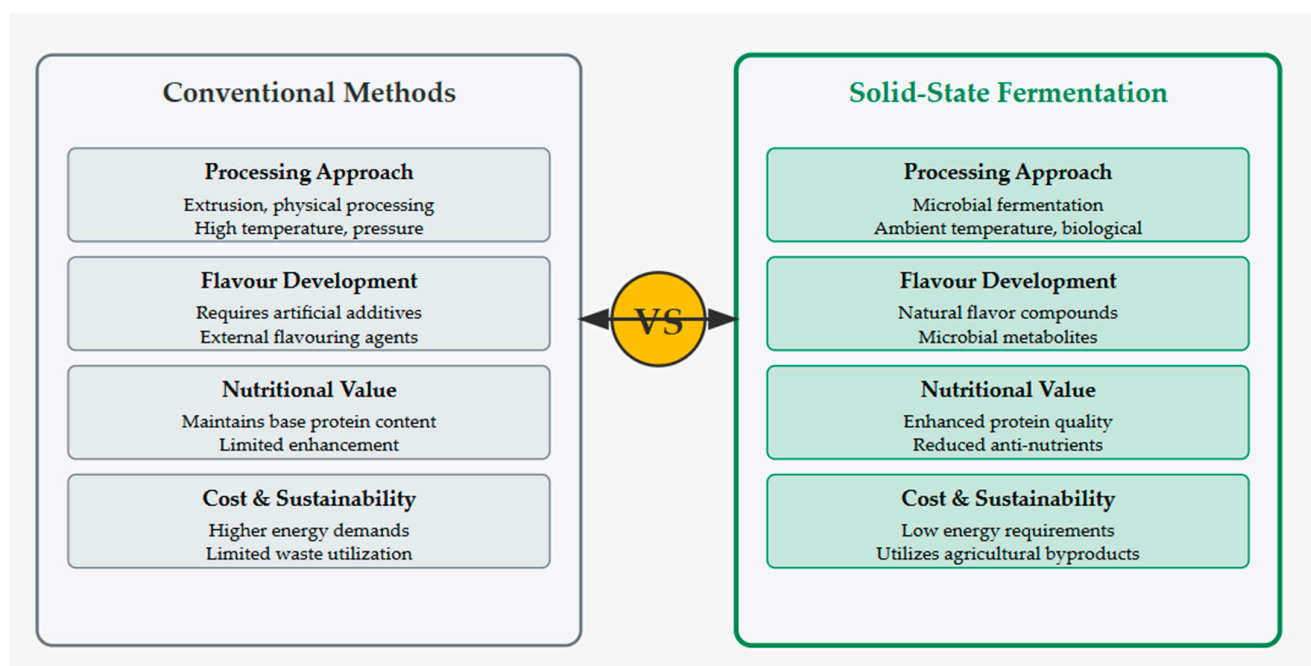 Conventional Methods
Processing Approach
Extrusion, physical processing
High temperature, pressure
Flavour Development
Requires artificial additives
External flavouring agents
Nutritional Value
Maintains base protein content
Limited enhancement
Cost & Sustainability
Higher energy demands
Limited waste utilization
VS
Solid-State Fermentation
Processing Approach
Microbial fermentation
Ambient temperature, biological
Flavour Development
Natural flavor compounds
Microbial metabolites
Nutritional Value
Enhanced protein quality
Reduced anti-nutrients
Cost & Sustainability
Low energy requirements
Utilizes agricultural byproducts